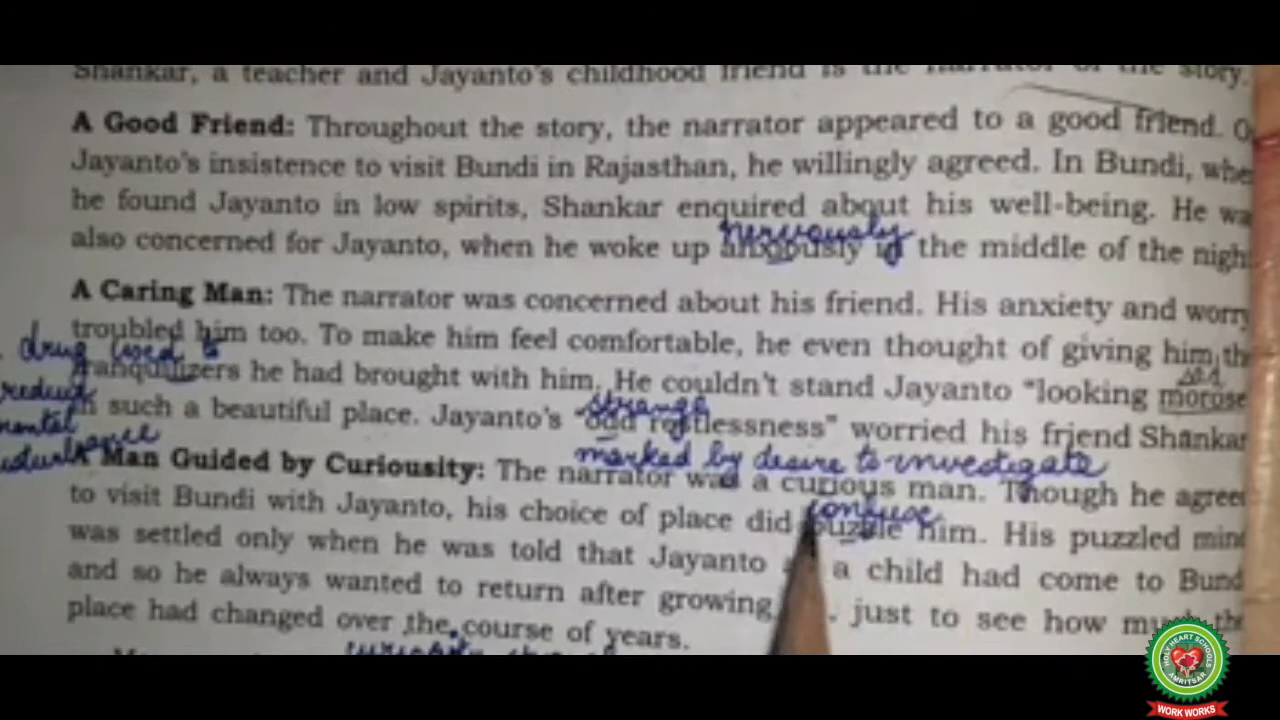 Shankar, a teacher and Jayanto's childhood friend is the narrator of the story.
A Good Friend: Throughout the story, the narrator appeared to a good friend. O
Jayanto's insistence to visit Bundi in Rajasthan, he willingly agreed. In Bundi, whe
he found Jayanto in low spirits, Shankar enquired about his well-being. He wa
nervously
also concerned for Jayanto, when he woke up anxiously in the middle of the nigh
A Caring Man: The narrator was concerned about his friend. His anxiety and worry
troubled him too. To make him feel comfortable, he even thought of giving him th
drug used to
sad
tranquilizers he had brought with him. He couldn't stand Jayanto "looking morose
reduce
strange
in such a beautiful place. Jayanto's "odd restlessness" worried his friend Shankar
mental
marked by desire to investigate
A Man Guided by Curiousity: The narrator was a curious man. Though he agreed
confuse
to visit Bundi with Jayanto, his choice of place did puzzle him. His puzzled mind
was settled only when he was told that Jayanto a child had come to Bund
and so he always wanted to return after growing just to see how much the
place had changed over the course of years.
HOLY HEART SCHOOLS
AMRITSAR
WORK WORKS